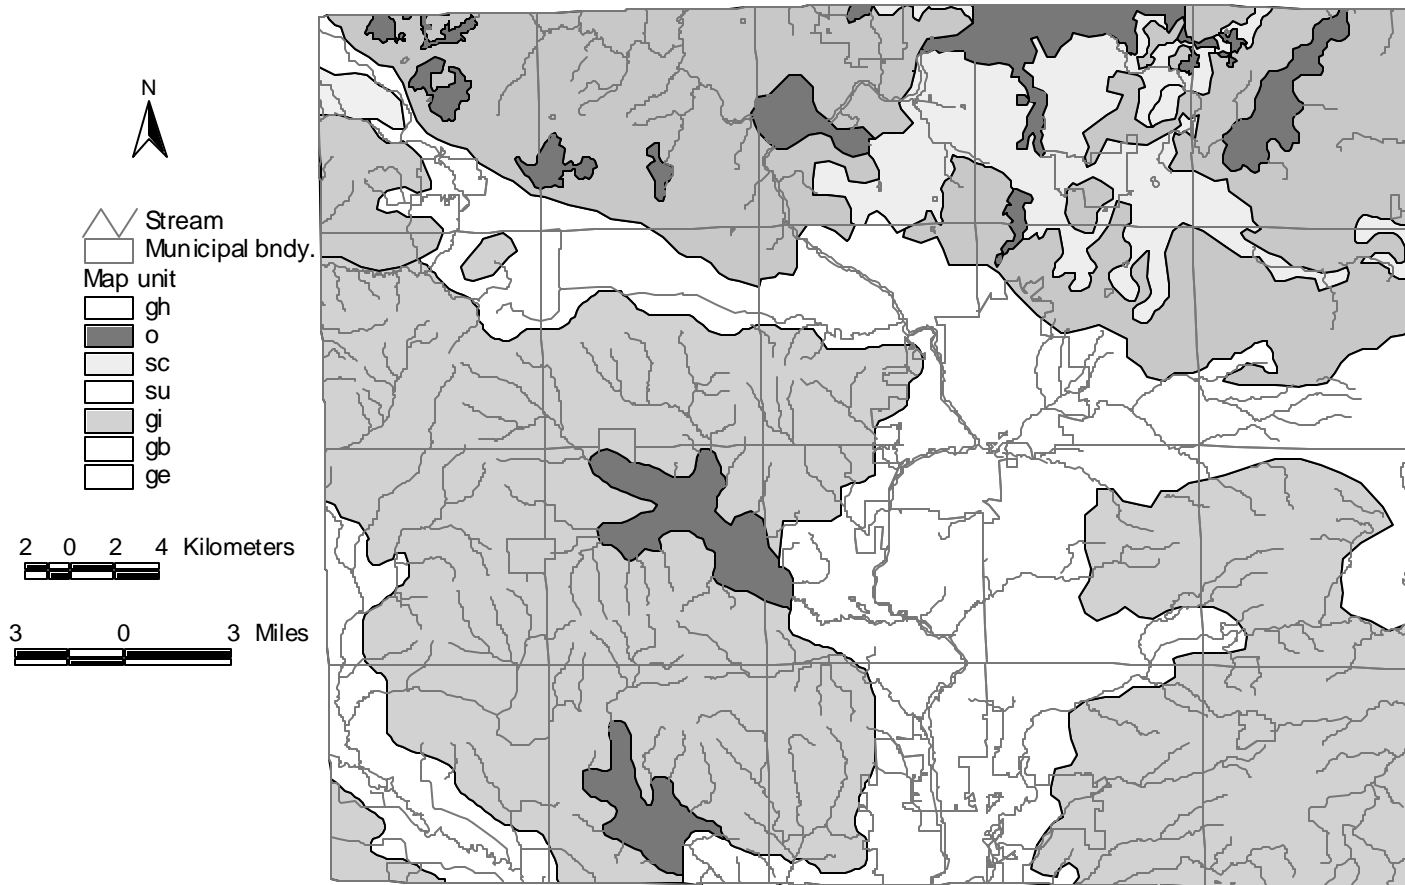 N
Stream
Municipal bndy.
Map unit
gh
o
sc
su
gi
gb
ge
2 0 2 4 Kilometers
3 0 3 Miles